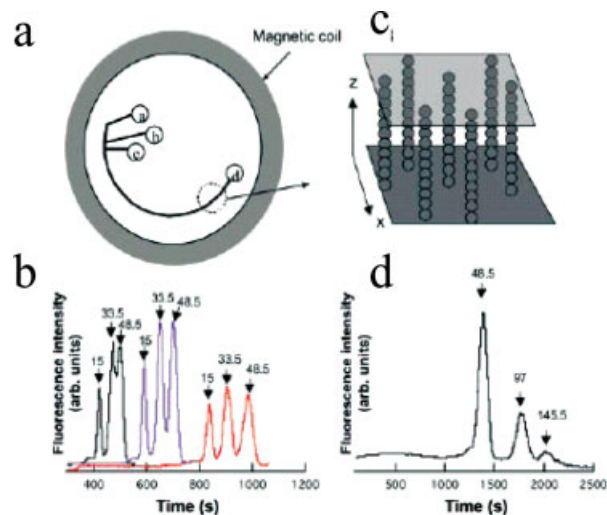 a
Magnetic coil
a
b
c
d
c i
z
x
b
Fluorescence intensity
(arb. units)
15
33.5
48.5
15
33.5
48.5
15
33.5
48.5
400 600 800 1000 1200
Time (s)
d
Fluorescence intensity
(arb. units)
48.5
97
145.5
500 1000 1500 2000 2500
Time (s)